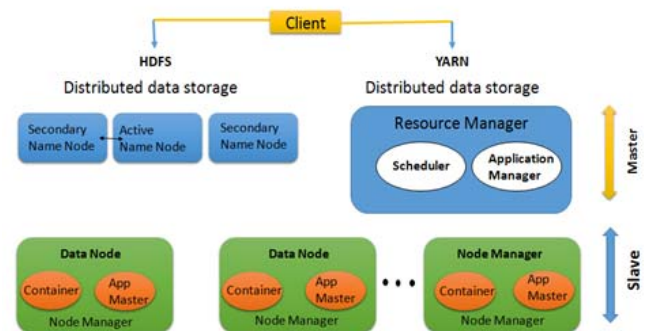 Client
HDFS
YARN
Distributed data storage
Distributed data storage
Secondary
Name Node
Active
Name Node
Secondary
Name Node
Resource Manager
Scheduler
Application
Manager
Master
Data Node
Container
App
Master
Node Manager
Data Node
Container
App
Master
Node Manager
Node Manager
Container
App
Master
Node Manager
Slave